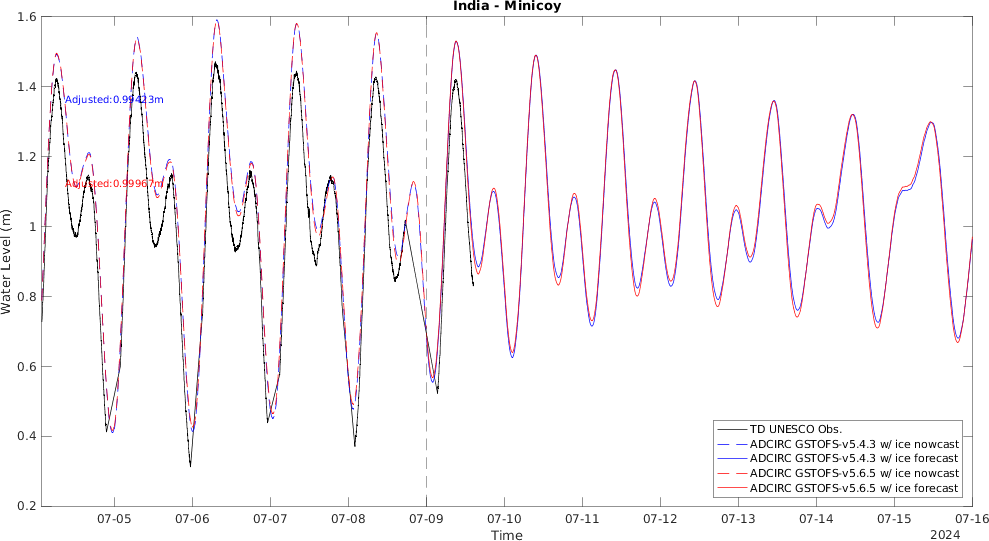 India - Minicoy
Water Level (m)
1.6
1.4
1.2
1
0.8
0.6
0.4
0.2
Adjusted:0.99423m
Adjusted:0.99967m
TD UNESCO Obs.
ADCIRC GSTOFS-v5.4.3 w/ ice nowcast
ADCIRC GSTOFS-v5.4.3 w/ ice forecast
ADCIRC GSTOFS-v5.6.5 w/ ice nowcast
ADCIRC GSTOFS-v5.6.5 w/ ice forecast
07-05 07-06 07-07 07-08 07-09 07-10 07-11 07-12 07-13 07-14 07-15 07-16
Time
2024